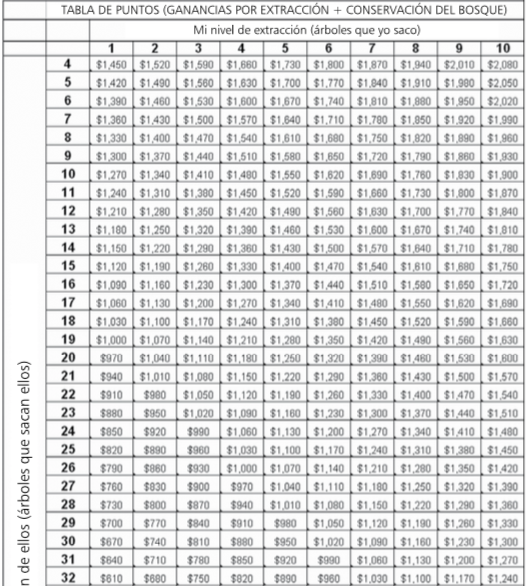 TABLA DE PUNTOS (GANANCIAS POR EXTRACCIÓN + CONSERVACIÓN DEL BOSQUE)
Mi nivel de extracción (árboles que yo saco)
1 2 3 4 5 6 7 8 9 10
4 $1,450 $1,520 $1,590 $1,660 $1,730 $1,800 $1,870 $1,940 $2,010 $2,080
5 $1,420 $1,490 $1,560 $1,630 $1,700 $1,770 $1,840 $1,910 $1,980 $2,050
6 $1,390 $1,460 $1,530 $1,600 $1,670 $1,740 $1,810 $1,880 $1,950 $2,020
7 $1,360 $1,430 $1,500 $1,570 $1,640 $1,710 $1,780 $1,850 $1,920 $1,990
8 $1,330 $1,400 $1,470 $1,540 $1,610 $1,680 $1,750 $1,820 $1,890 $1,960
9 $1,300 $1,370 $1,440 $1,510 $1,580 $1,650 $1,720 $1,790 $1,860 $1,930
10 $1,270 $1,340 $1,410 $1,480 $1,550 $1,620 $1,690 $1,760 $1,830 $1,900
11 $1,240 $1,310 $1,380 $1,450 $1,520 $1,590 $1,660 $1,730 $1,800 $1,870
12 $1,210 $1,280 $1,350 $1,420 $1,490 $1,560 $1,630 $1,700 $1,770 $1,840
13 $1,180 $1,250 $1,320 $1,390 $1,460 $1,530 $1,600 $1,670 $1,740 $1,810
14 $1,150 $1,220 $1,290 $1,360 $1,430 $1,500 $1,570 $1,640 $1,710 $1,780
15 $1,120 $1,190 $1,260 $1,330 $1,400 $1,470 $1,540 $1,610 $1,680 $1,750
16 $1,090 $1,160 $1,230 $1,300 $1,370 $1,440 $1,510 $1,580 $1,650 $1,720
17 $1,060 $1,130 $1,200 $1,270 $1,340 $1,410 $1,480 $1,550 $1,620 $1,690
18 $1,030 $1,100 $1,170 $1,240 $1,310 $1,380 $1,450 $1,520 $1,590 $1,660
19 $1,000 $1,070 $1,140 $1,210 $1,280 $1,350 $1,420 $1,490 $1,560 $1,630
20 $970 $1,040 $1,110 $1,180 $1,250 $1,320 $1,390 $1,460 $1,530 $1,600
21 $940 $1,010 $1,080 $1,150 $1,220 $1,290 $1,360 $1,430 $1,500 $1,570
22 $910 $980 $1,050 $1,120 $1,190 $1,260 $1,330 $1,400 $1,470 $1,540
23 $880 $950 $1,020 $1,090 $1,160 $1,230 $1,300 $1,370 $1,440 $1,510
24 $850 $920 $990 $1,060 $1,130 $1,200 $1,270 $1,340 $1,410 $1,480
25 $820 $890 $960 $1,030 $1,100 $1,170 $1,240 $1,310 $1,380 $1,450
26 $790 $860 $930 $1,000 $1,070 $1,140 $1,210 $1,280 $1,350 $1,420
27 $760 $830 $900 $970 $1,040 $1,110 $1,180 $1,250 $1,320 $1,390
28 $730 $800 $870 $940 $1,010 $1,080 $1,150 $1,220 $1,290 $1,360
29 $700 $770 $840 $910 $980 $1,050 $1,120 $1,190 $1,260 $1,330
30 $670 $740 $810 $880 $950 $1,020 $1,090 $1,160 $1,230 $1,300
31 $640 $710 $780 $850 $920 $990 $1,060 $1,130 $1,200 $1,270
32 $610 $680 $750 $820 $890 $960 $1,030 $1,100 $1,170 $1,240
n de ellos (árboles que sacan ellos)